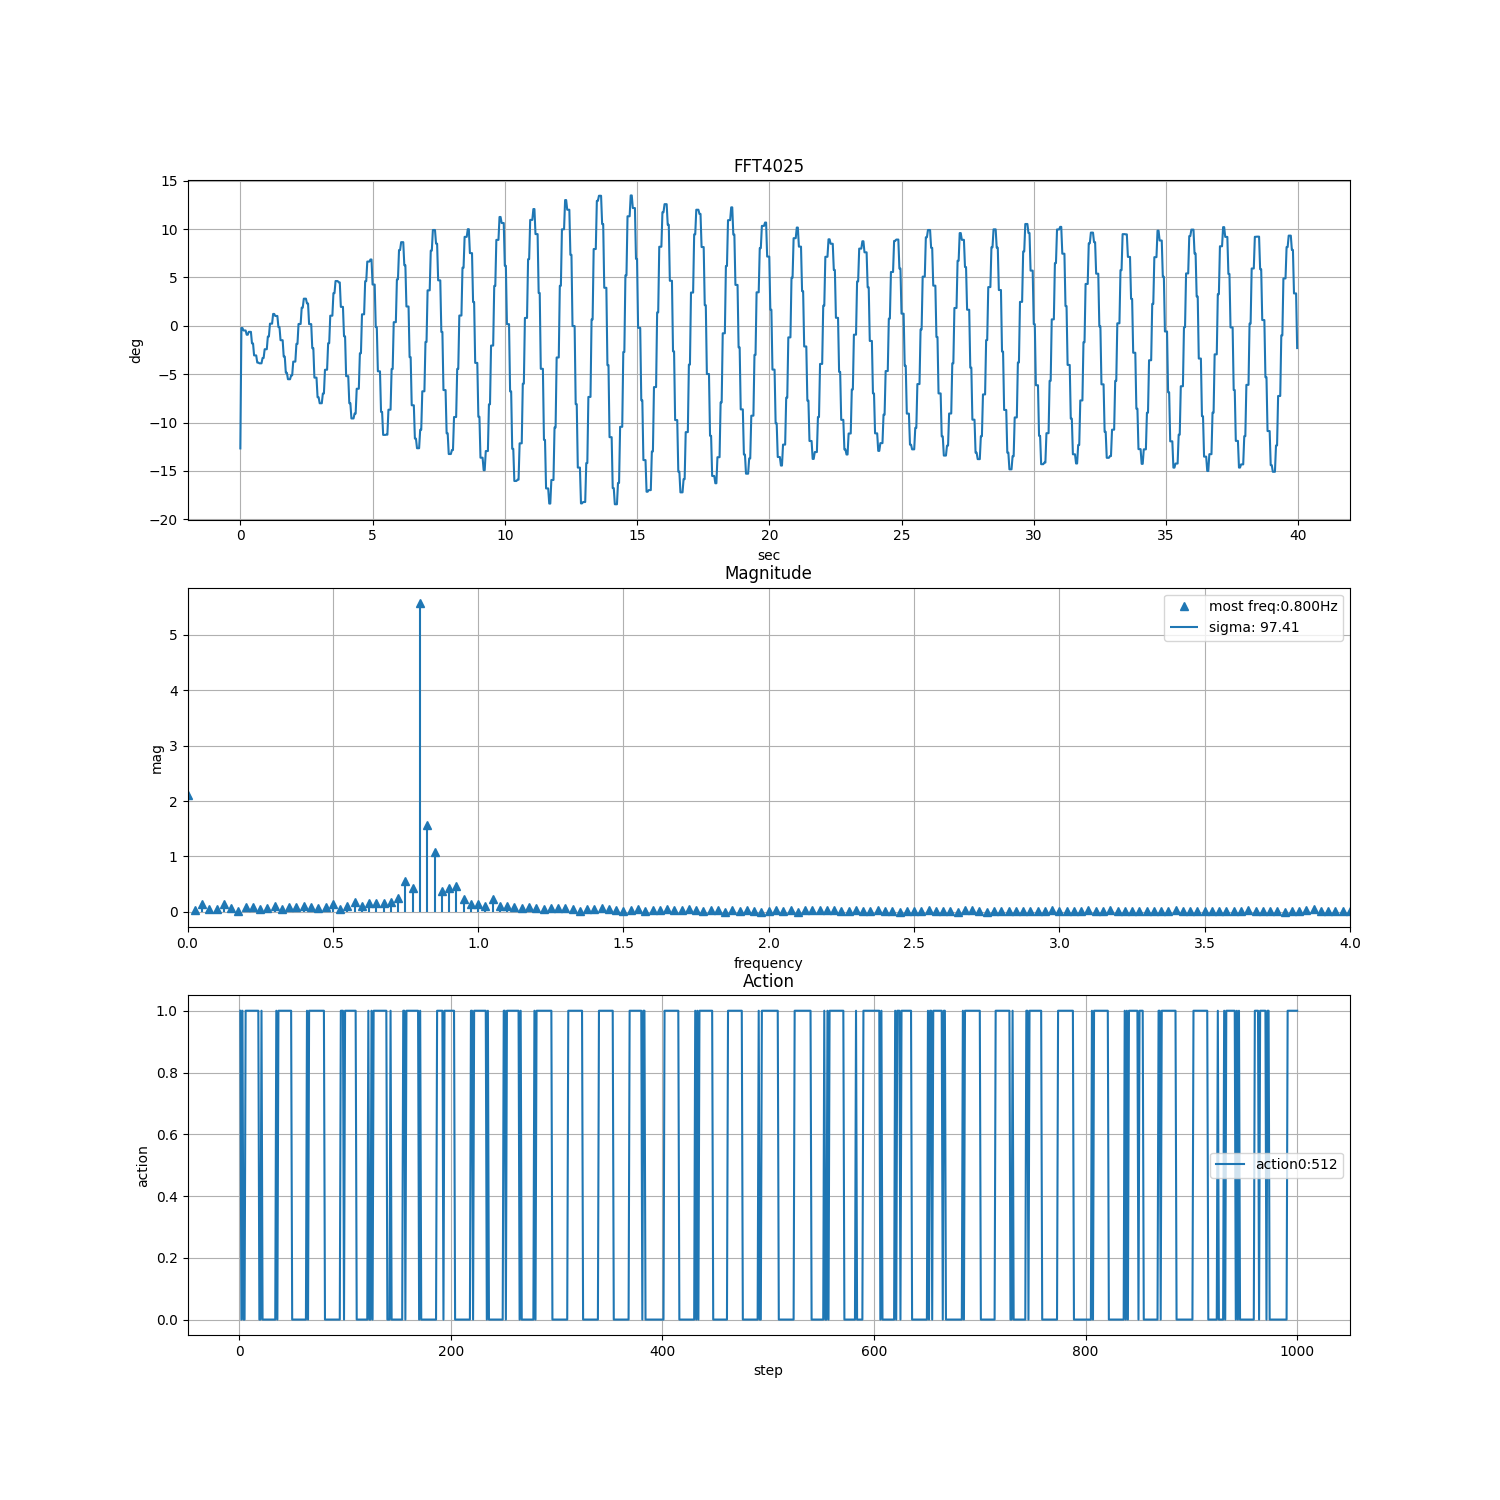 FFT4025
15
10
5
0
−5
−10
−15
−20
deg
0 5 10 15 20 25 30 35 40
sec
Magnitude
most freq:0.800Hz
sigma: 97.41
5
4
3
2
1
0
mag
0.0 0.5 1.0 1.5 2.0 2.5 3.0 3.5 4.0
frequency
Action
1.0
0.8
0.6
0.4
0.2
0.0
action
action0:512
0 200 400 600 800 1000
step